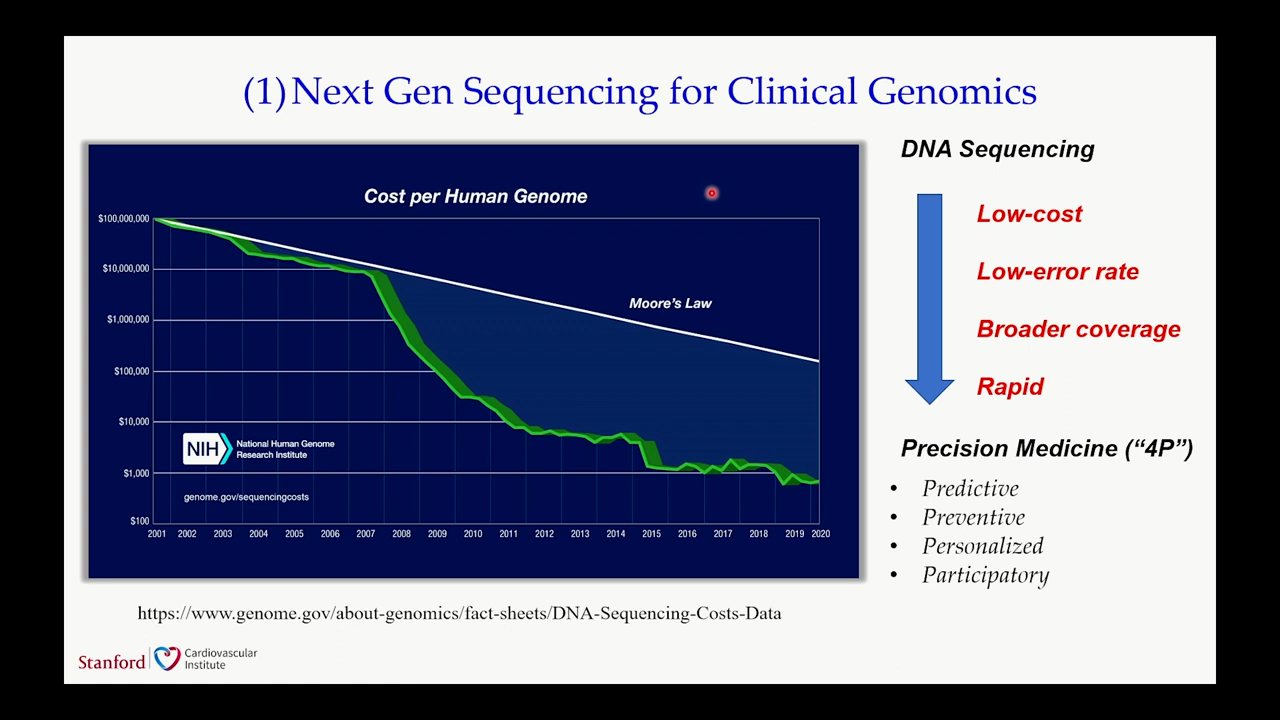 (1) Next Gen Sequencing for Clinical Genomics
Cost per Human Genome
$100,000,000
$10,000,000
$1,000,000
$100,000
$10,000
$1,000
$100
Moore's Law
NIH National Human Genome
Research Institute
genome.gov/sequencingcosts
2001 2002 2003 2004 2005 2006 2007 2008 2009 2010 2011 2012 2013 2014 2015 2016 2017 2018 2019 2020
https://www.genome.gov/about-genomics/fact-sheets/DNA-Sequencing-Costs-Data
DNA Sequencing
Low-cost
Low-error rate
Broader coverage
Rapid
Precision Medicine (“4P”)
• Predictive
• Preventive
• Personalized
• Participatory
Stanford Cardiovascular
Institute